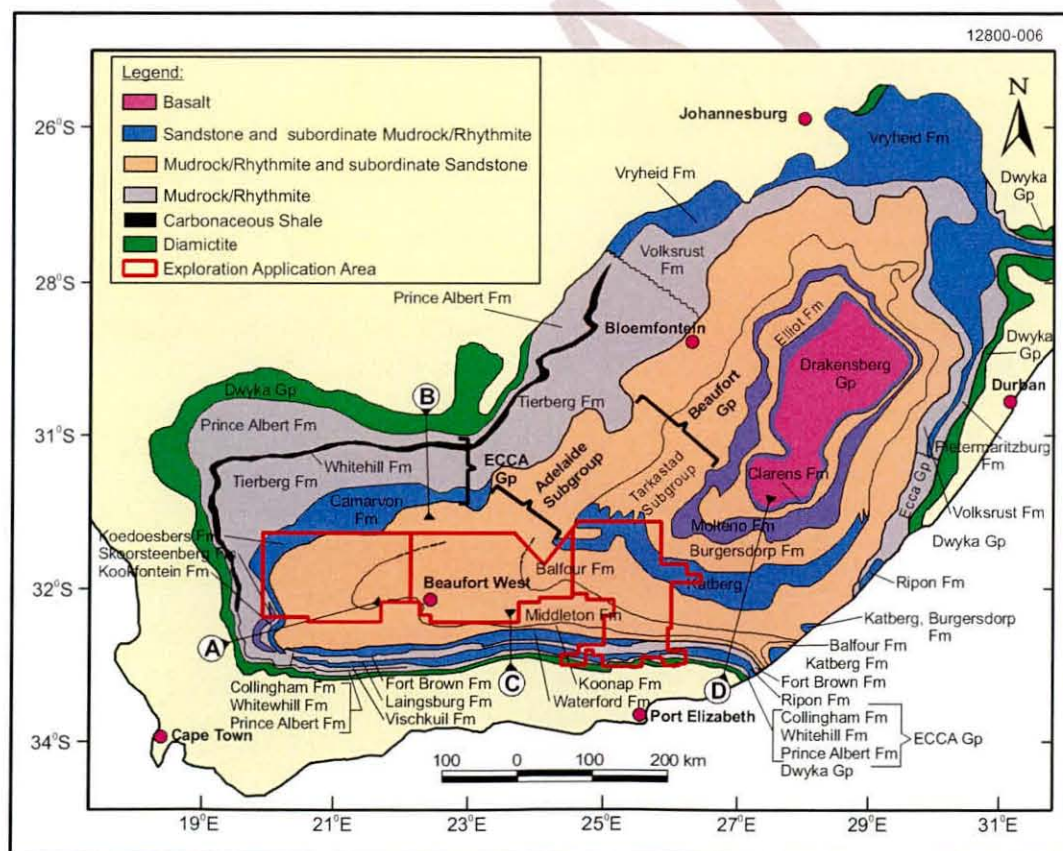 12800-006
Legend:
Basalt
Sandstone and subordinate Mudrock/Rhythmite
Mudrock/Rhythmite and subordinate Sandstone
Mudrock/Rhythmite
Carbonaceous Shale
Diamictite
Exploration Application Area
N
26°S
28°S
31°S
32°S
34°S
19°E
21°E
23°E
25°E
27°E
29°E
31°E
Johannesburg
Vryheid Fm
Vryheid Fm
Dwyka
Gp
Volksrust
Fm
Prince Albert Fm
Bloemfontein
Elliot Fm
Drakensberg
Gp
Dwyka
Gp
Durban
Dwyka Gp
B
Tierberg Fm
Beaufort
Gp
Prince Albert Fm
Whitehill Fm
ECCA
Gp
Adelaide
Subgroup
Tarkastad
Subgroup
Clarens Fm
Pietermaritzburg
Fm
Ecca Gp
Tierberg Fm
Carnarvon
Fm
Molteno Fm
Volksrust Fm
Koedoesbers Fm
Skoorsteenberg Fm
Kookfontein Fm
Burgersdorp Fm
Dwyka Gp
Balfour Fm
Katberg
Ripon Fm
Beaufort West
Middleton Fm
Katberg, Burgersdorp
Fm
A
C
D
Balfour Fm
Katberg Fm
Fort Brown Fm
Ripon Fm
Collingham Fm
Whitewhill Fm
Prince Albert Fm
Fort Brown Fm
Laingsburg Fm
Vischkuil Fm
Koonap Fm
Waterford Fm
Port Elizabeth
Collingham Fm
Whitehill Fm
Prince Albert Fm
Dwyka Gp
ECCA Gp
Cape Town
100 0 100 200 km